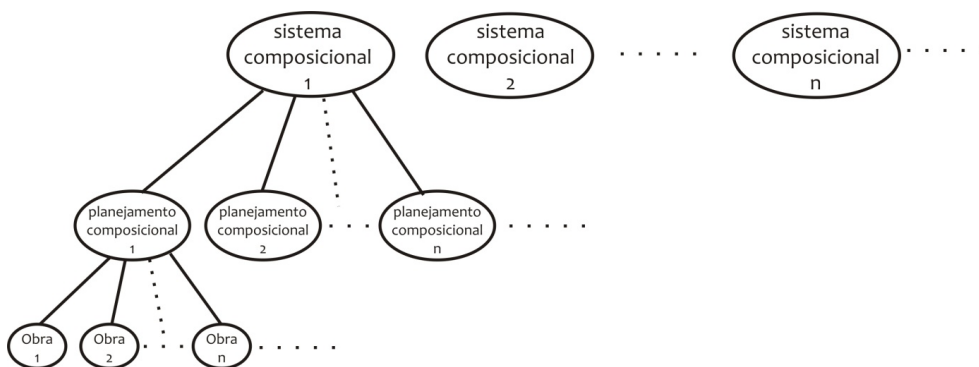 sistema
composicional
1
sistema
composicional
2
sistema
composicional
n
planejamento
composicional
1
planejamento
composicional
2
planejamento
composicional
n
Obra
1
Obra
2
Obra
n